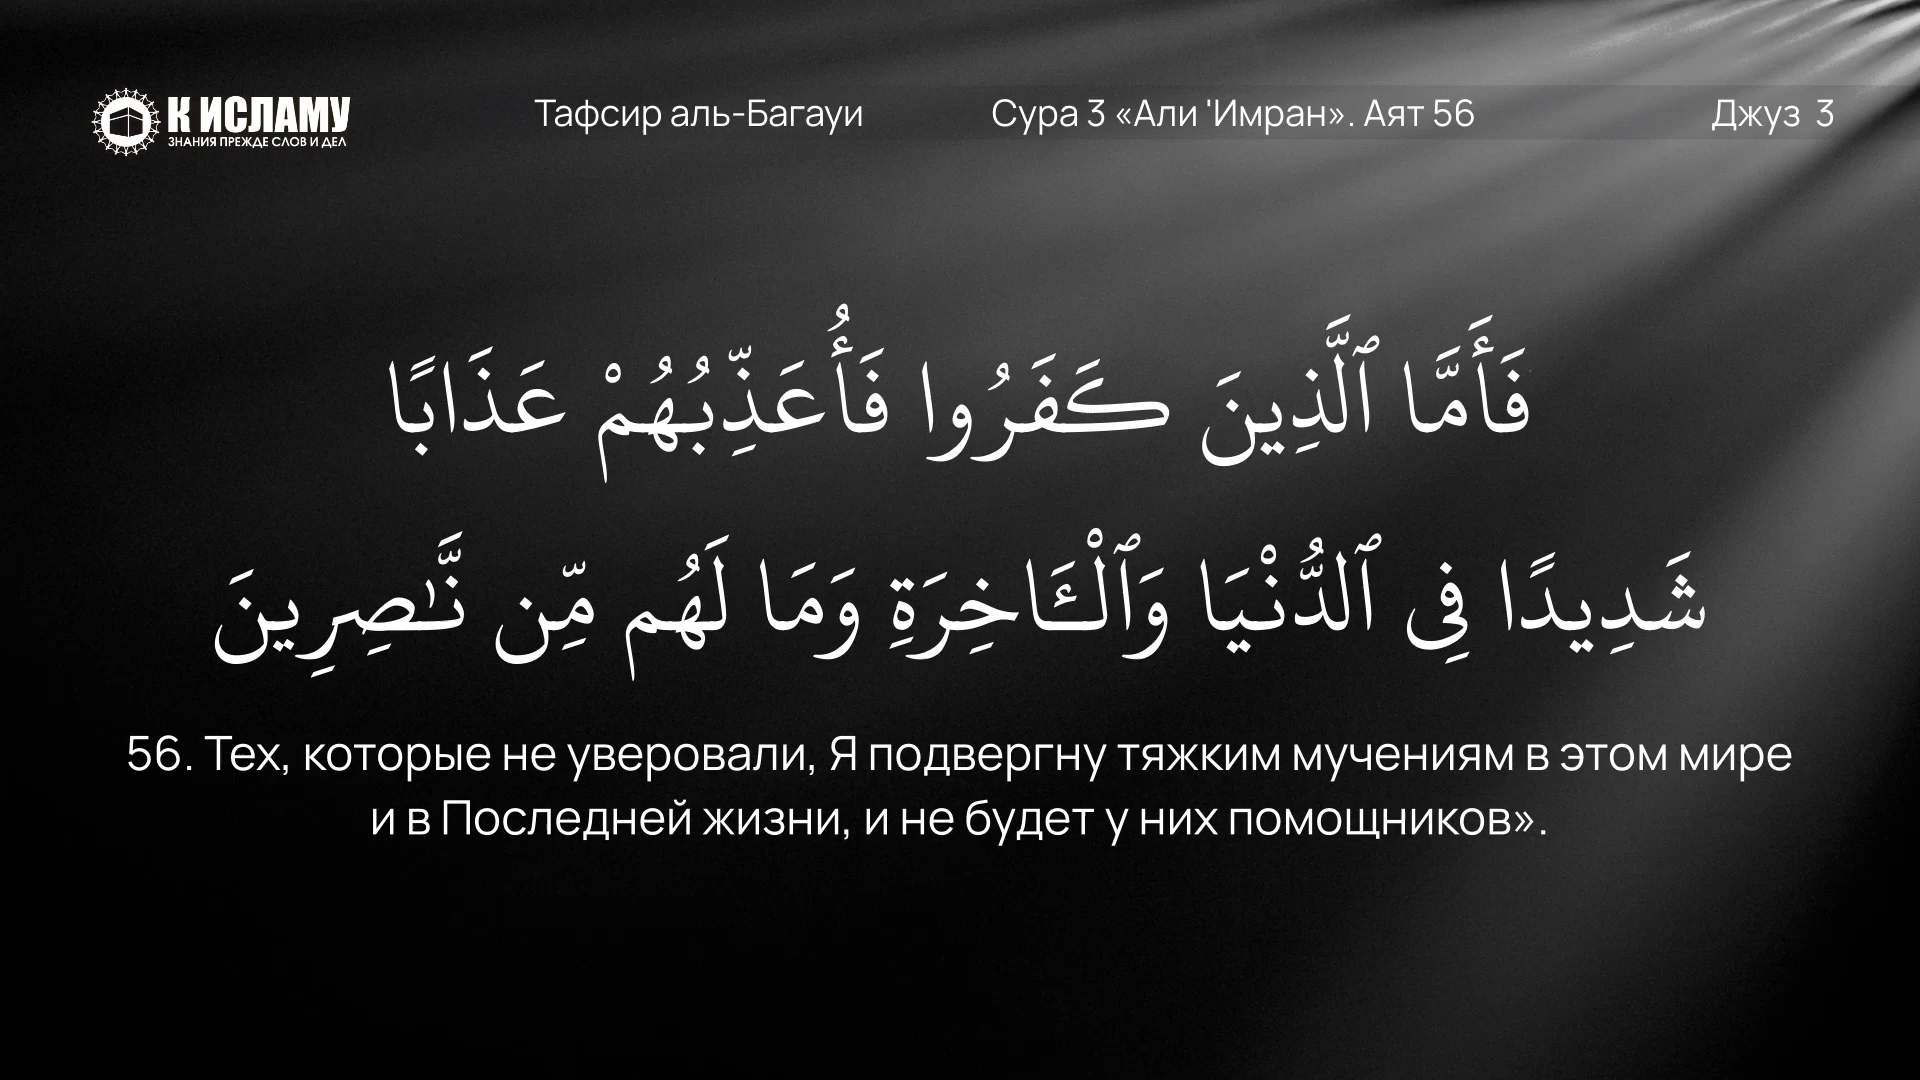 К ИСЛАМУ
ЗНАНИЯ ПРЕЖДЕ СЛОВ И ДЕЛ
Тафсир аль-Багауи
Сура 3 «Али 'Имран». Аят 56
Джуз 3
فَأَمَّا ٱلَّذِينَ كَفَرُوا فَأُعَذِّبُهُمْ عَذَابًا
شَدِيدًا فِى ٱلدُّنْيَا وَٱلْـَٔاخِرَةِ وَمَا لَهُم مِّن نَّـٰصِرِينَ
56. Тех, которые не уверовали, Я подвергну тяжким мучениям в этом мире
и в Последней жизни, и не будет у них помощников».